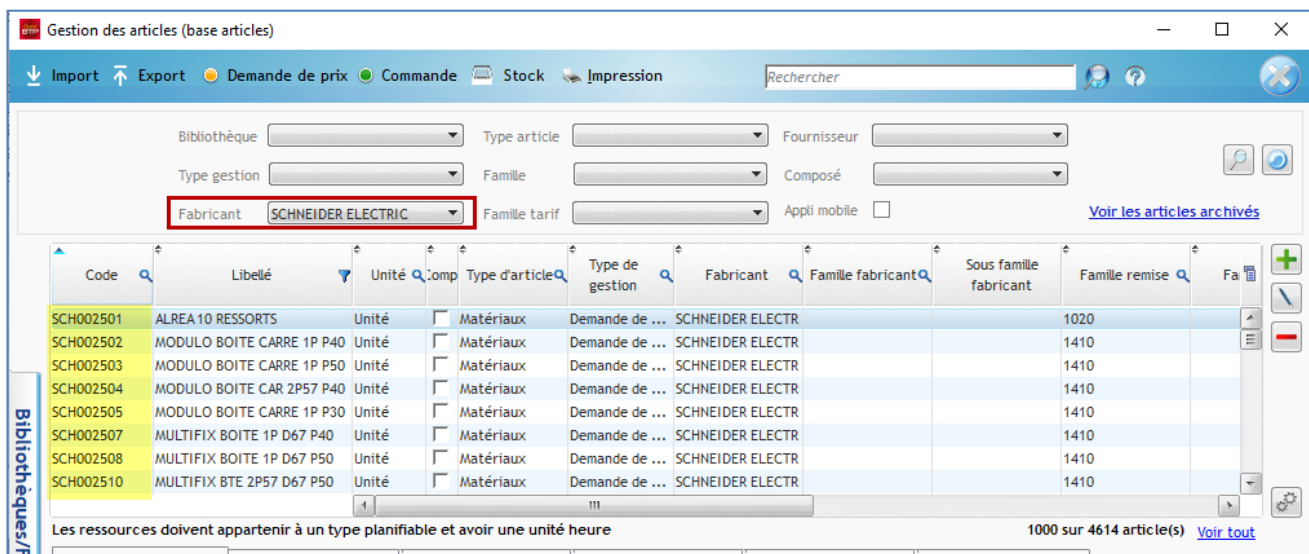 Gestion des articles (base articles)
Import Export Demande de prix Commande Stock Impression Rechercher
Bibliothèque Type article Fournisseur
Type gestion Famille Composé
Fabricant SCHNEIDER ELECTRIC Famille tarif Appli mobile Voir les articles archivés
Code Libellé Unité Comp Type d'article Type de gestion Fabricant Famille fabricant Sous famille fabricant Famille remise Fa
SCH002501 ALREA10 RESSORTS Unité Matériaux Demande de ... SCHNEIDER ELECTR 1020
SCH002502 MODULO BOITE CARRE 1P P40 Unité Matériaux Demande de ... SCHNEIDER ELECTR 1410
SCH002503 MODULO BOITE CARRE 1P P50 Unité Matériaux Demande de ... SCHNEIDER ELECTR 1410
SCH002504 MODULO BOITE CAR 2P57 P40 Unité Matériaux Demande de ... SCHNEIDER ELECTR 1410
SCH002505 MODULO BOITE CARRE 1P P30 Unité Matériaux Demande de ... SCHNEIDER ELECTR 1410
SCH002507 MULTIFIX BOITE 1P D67 P40 Unité Matériaux Demande de ... SCHNEIDER ELECTR 1410
SCH002508 MULTIFIX BOITE 1P D67 P50 Unité Matériaux Demande de ... SCHNEIDER ELECTR 1410
SCH002510 MULTIFIX BTE 2P57 D67 P50 Unité Matériaux Demande de ... SCHNEIDER ELECTR 1410
Les ressources doivent appartenir à un type planifiable et avoir une unité heure 1000 sur 4614 article(s) Voir tout
Bibliothèques/F